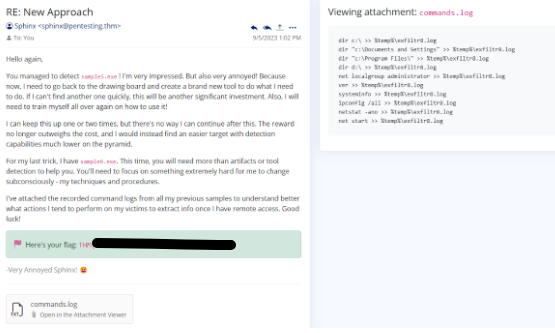 RE: New Approach
Sphinx <sphinx@pentesting.thm>
To: You
9/5/2023 1:02 PM
Hello again,
You managed to detect sample5.exe! I'm very impressed. But also very annoyed! Because
now, I need to go back to the drawing board and create a brand new tool to do what I need
to do. If I can't find another one quickly, this will be another significant investment. Also, I will
need to train myself all over again on how to use it!
I can keep this up one or two times, but there's no way I can continue after this. The reward
no longer outweighs the cost, and I would instead find an easier target with detection
capabilities much lower on the pyramid.
For my last trick, I have sample6.exe. This time, you will need more than artifacts or tool
detection to help you. You'll need to focus on something extremely hard for me to change
subconsciously - my techniques and procedures.
I've attached the recorded command logs from all my previous samples to understand better
what actions I tend to perform on my victims to extract info once I have remote access. Good
luck!
Here's your flag:
-Very Annoyed Sphinx!
commands.log
Open in the Attachment Viewer
TXT
Viewing attachment: commands.log
dir c:\ >> %temp%\exfiltr8.log
dir "c:\Documents and Settings" >> %temp%\exfiltr8.log
dir "c:\Program Files\" >> %temp%\exfiltr8.log
dir d:\ >> %temp%\exfiltr8.log
net localgroup administrator >> %temp%\exfiltr8.log
ver >> %temp%\exfiltr8.log
systeminfo >> %temp%\exfiltr8.log
ipconfig /all >> %temp%\exfiltr8.log
netstat -ano >> %temp%\exfiltr8.log
net start >> %temp%\exfiltr8.log